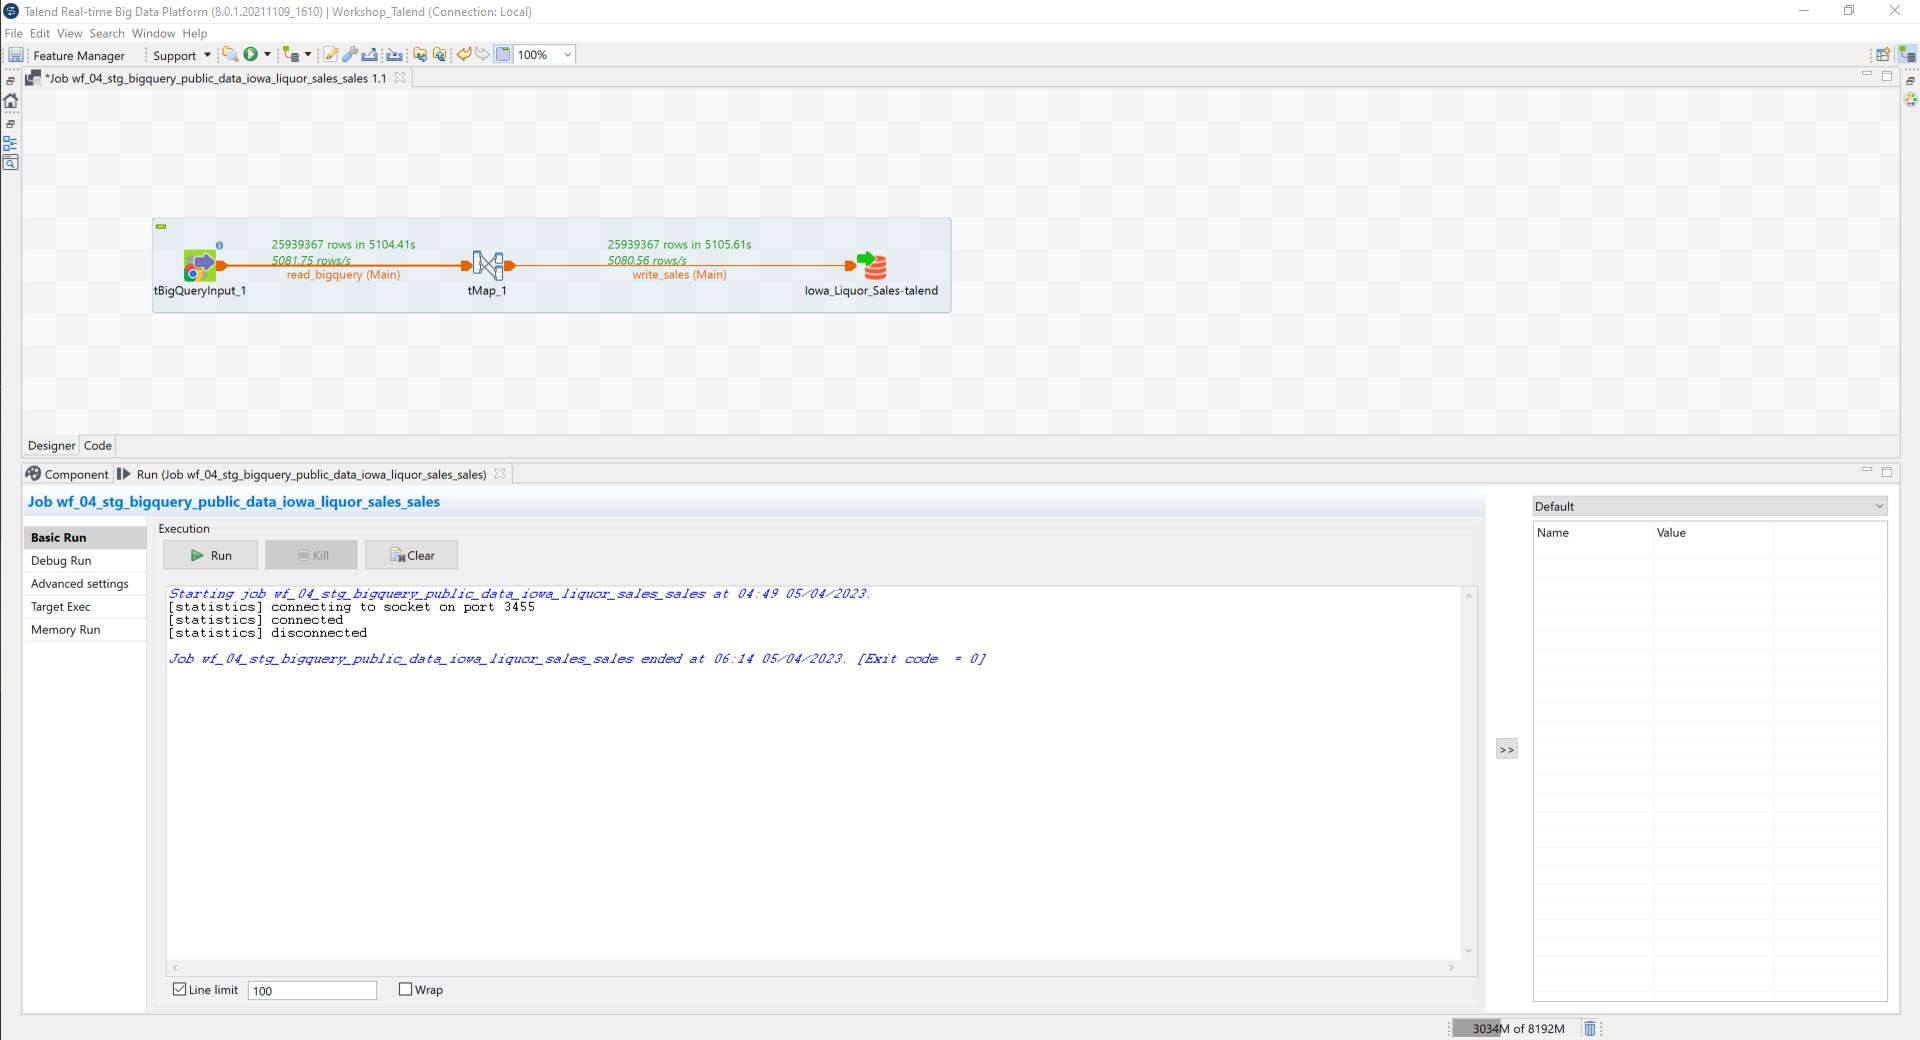 Talend Real-time Big Data Platform (8.0.1.20211109_1610) | Workshop_Talend (Connection: Local)
File Edit View Search Window Help
Feature Manager Support 100%
*Job wf_04_stg_bigquery_public_data_iowa_liquor_sales_sales 1.1
25939367 rows in 5104.41s
5081.75 rows/s
read_bigquery (Main)
25939367 rows in 5105.61s
5080.56 rows/s
write_sales (Main)
tBigQueryInput_1
tMap_1
Iowa_Liquor_Sales-talend
Designer Code
Component Run (Job wf_04_stg_bigquery_public_data_iowa_liquor_sales_sales)
Job wf_04_stg_bigquery_public_data_iowa_liquor_sales_sales
Basic Run
Debug Run
Advanced settings
Target Exec
Memory Run
Execution
Run Kill Clear
Starting job wf_04_stg_bigquery_public_data_iowa_liquor_sales_sales at 04:49 05/04/2023.
[statistics] connecting to socket on port 3455
[statistics] connected
[statistics] disconnected
Job wf_04_stg_bigquery_public_data_iowa_liquor_sales_sales ended at 06:14 05/04/2023. [Exit code  = 0]
Line limit 100 Wrap
>>
Default
Name Value
3034M of 8192M